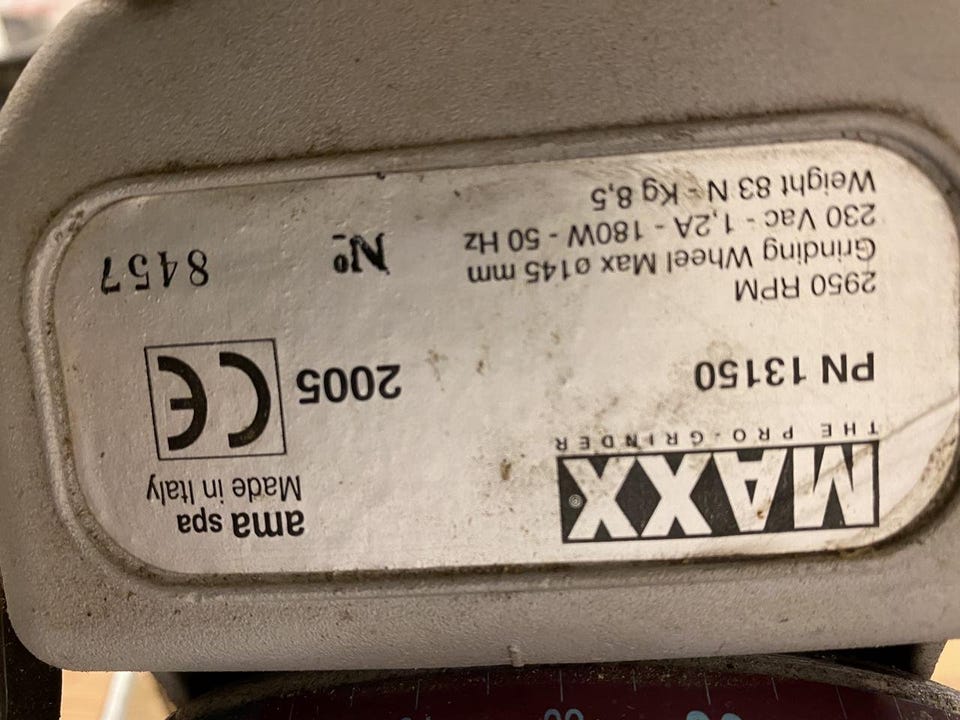 MAXX®
THE PRO-GRINDER
PN 13150
2950 RPM
Grinding Wheel Max ø145 mm
230 Vac - 1,2A - 180W - 50 Hz
Weight 83 N - Kg 8,5
ama spa
Made in Italy
CE 2005
Nº 8457